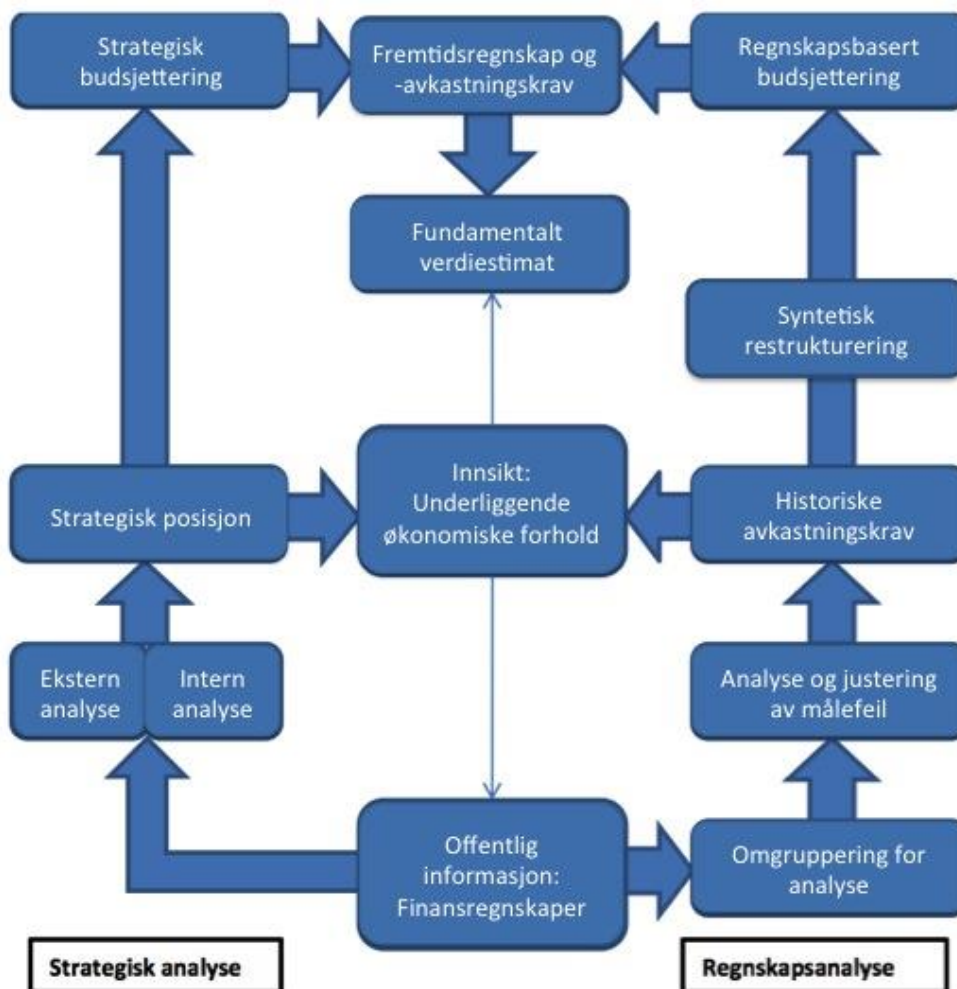 Strategisk
budsjettering
Fremtidsregnskap og
-avkastningskrav
Regnskapsbasert
budsjettering
Fundamentalt
verdiestimat
Syntetisk
restrukturering
Strategisk posisjon
Innsikt:
Underliggende
økonomiske forhold
Historiske
avkastningskrav
Ekstern
analyse
Intern
analyse
Analyse og justering
av målefeil
Offentlig
informasjon:
Finansregnskaper
Omgruppering for
analyse
Strategisk analyse
Regnskapsanalyse